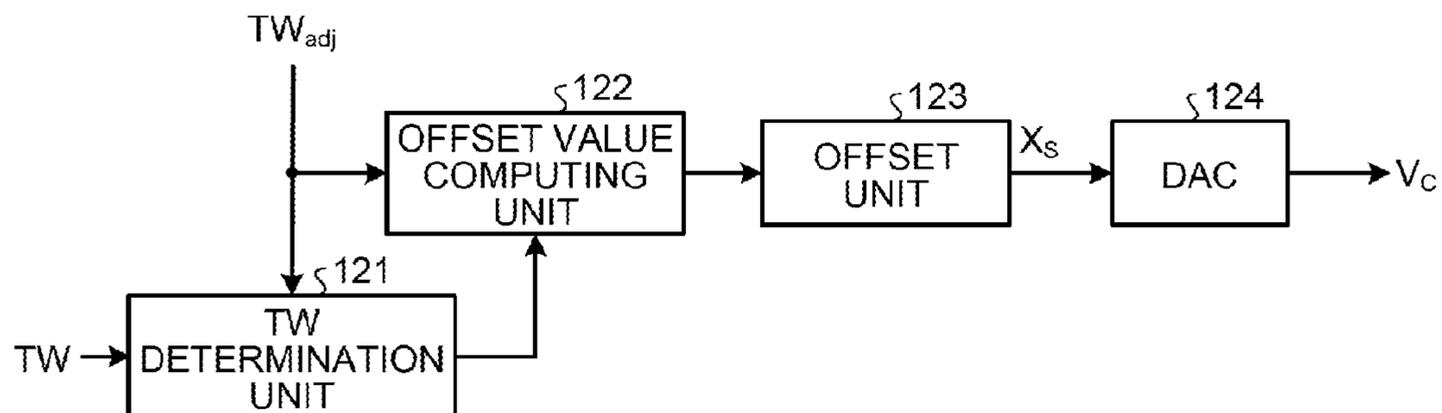 TWadj
122
OFFSET VALUE
COMPUTING
UNIT
123
OFFSET
UNIT
XS
124
DAC
VC
121
TW
TW
DETERMINATION
UNIT